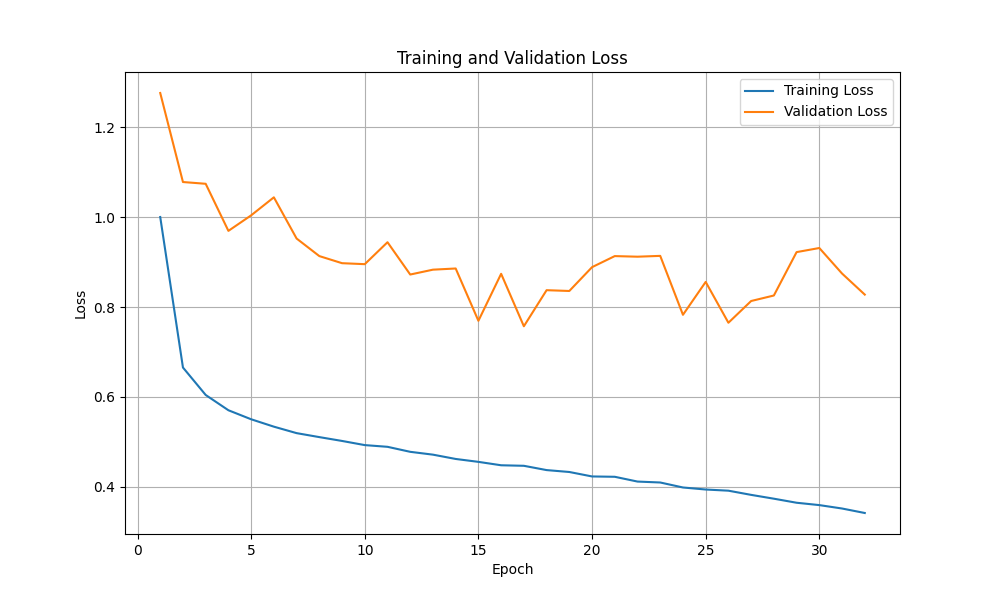 Training and Validation Loss
Training Loss
Validation Loss
1.2
1.0
0.8
0.6
0.4
Loss
0 5 10 15 20 25 30
Epoch